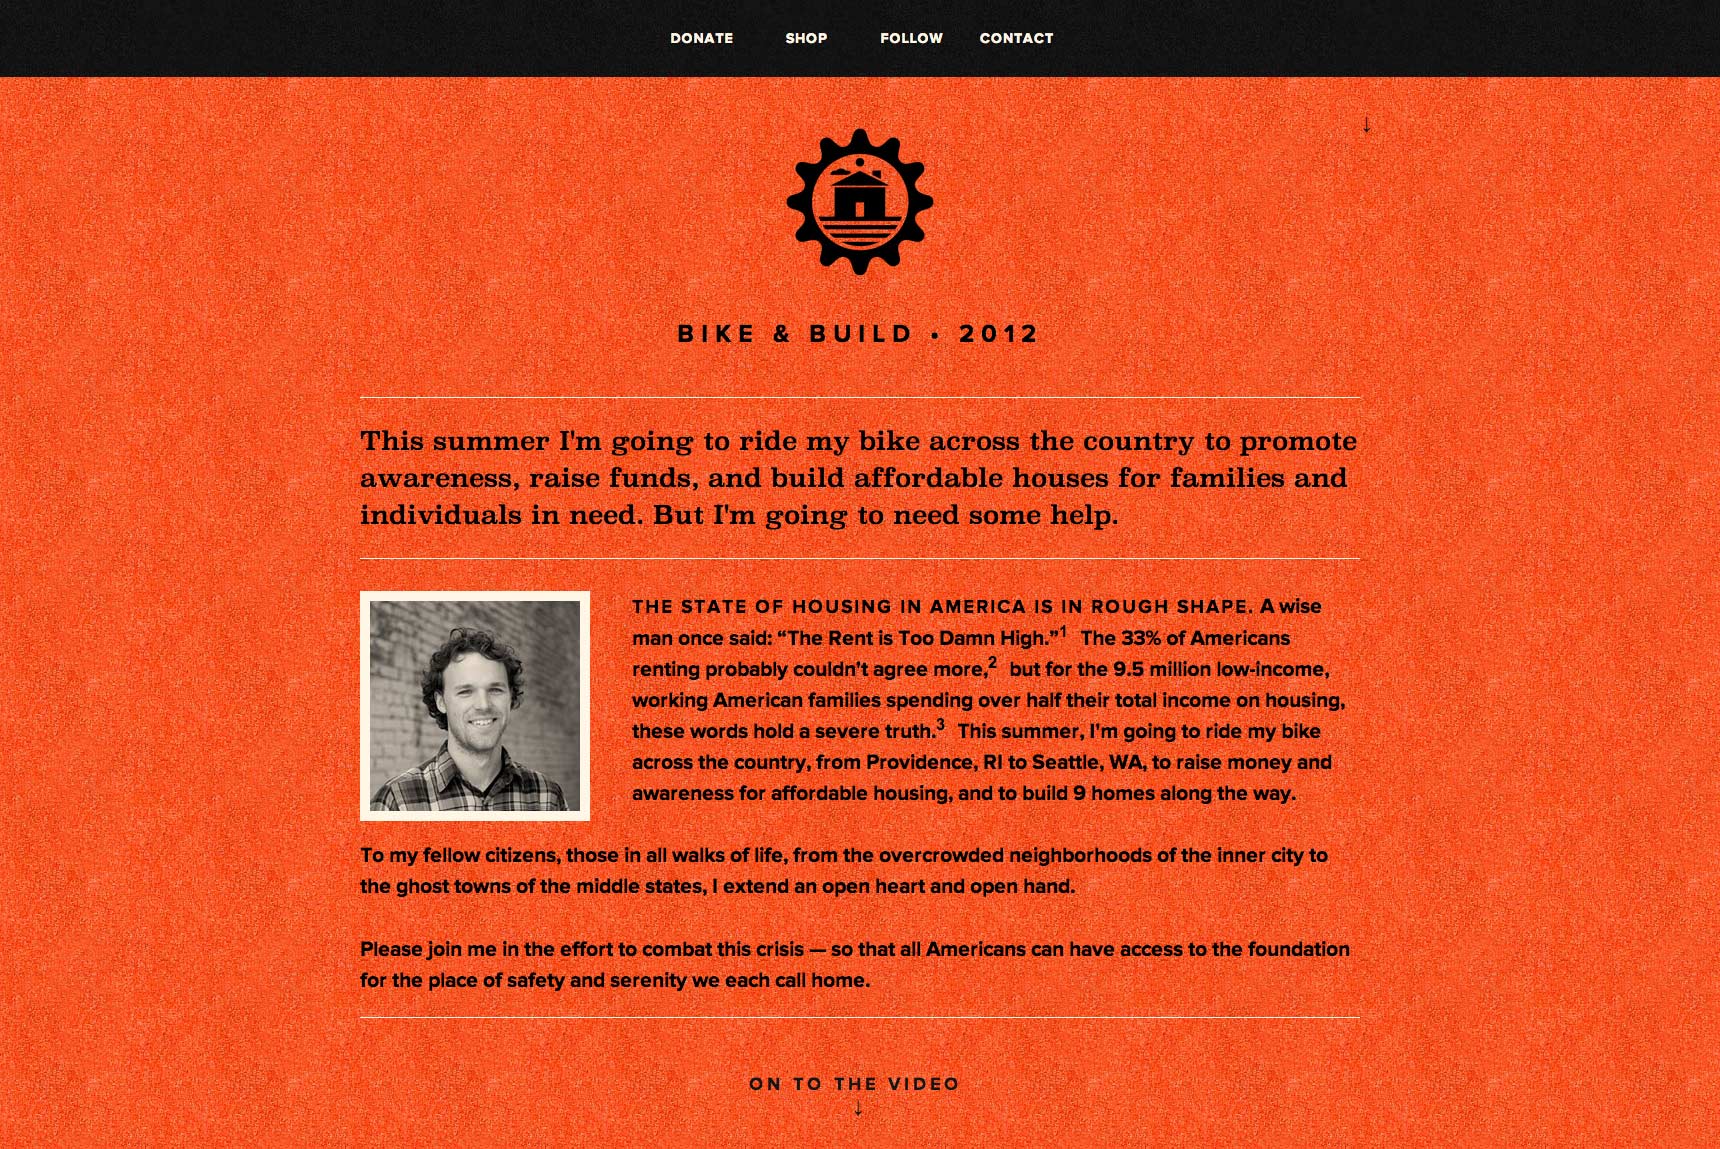 DONATE SHOP FOLLOW CONTACT
↓
BIKE & BUILD • 2012
This summer I'm going to ride my bike across the country to promote
awareness, raise funds, and build affordable houses for families and
individuals in need. But I'm going to need some help.
THE STATE OF HOUSING IN AMERICA IS IN ROUGH SHAPE. A wise
man once said: “The Rent is Too Damn High.”1 The 33% of Americans
renting probably couldn't agree more,2 but for the 9.5 million low-income,
working American families spending over half their total income on housing,
these words hold a severe truth.3 This summer, I'm going to ride my bike
across the country, from Providence, RI to Seattle, WA, to raise money and
awareness for affordable housing, and to build 9 homes along the way.
To my fellow citizens, those in all walks of life, from the overcrowded neighborhoods of the inner city to
the ghost towns of the middle states, I extend an open heart and open hand.
Please join me in the effort to combat this crisis — so that all Americans can have access to the foundation
for the place of safety and serenity we each call home.
ON TO THE VIDEO
↓